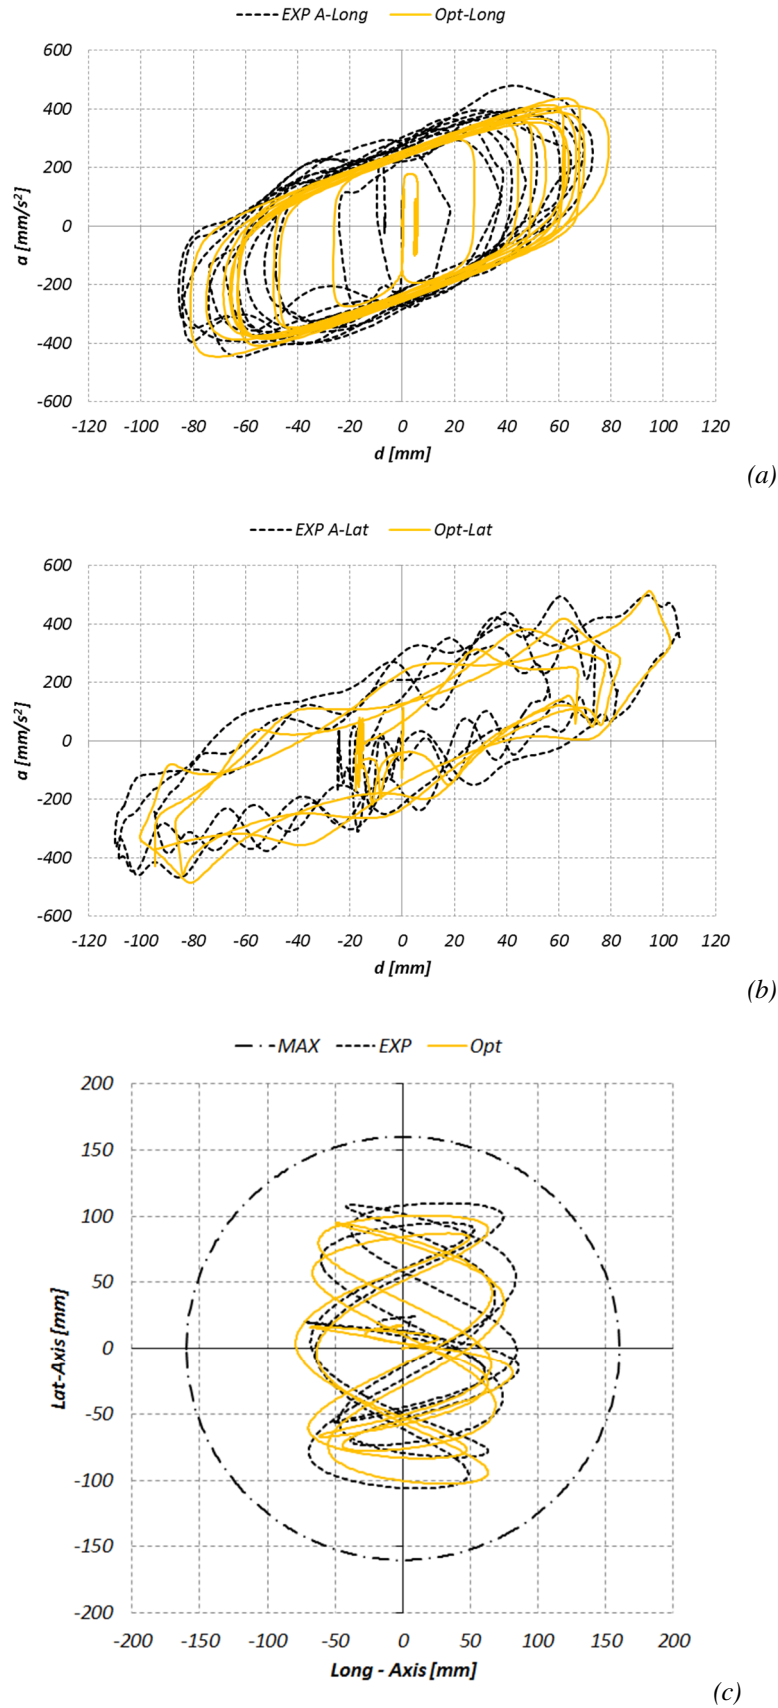 EXP A-Long Opt-Long
600
400
200
0
-200
-400
-600
a [mm/s²]
-120 -100 -80 -60 -40 -20 0 20 40 60 80 100 120
d [mm]
(a)
EXP A-Lat Opt-Lat
600
400
200
0
-200
-400
-600
a [mm/s²]
-120 -100 -80 -60 -40 -20 0 20 40 60 80 100 120
d [mm]
(b)
MAX EXP Opt
200
150
100
50
0
-50
-100
-150
-200
Lat-Axis [mm]
-200 -150 -100 -50 0 50 100 150 200
Long - Axis [mm]
(c)